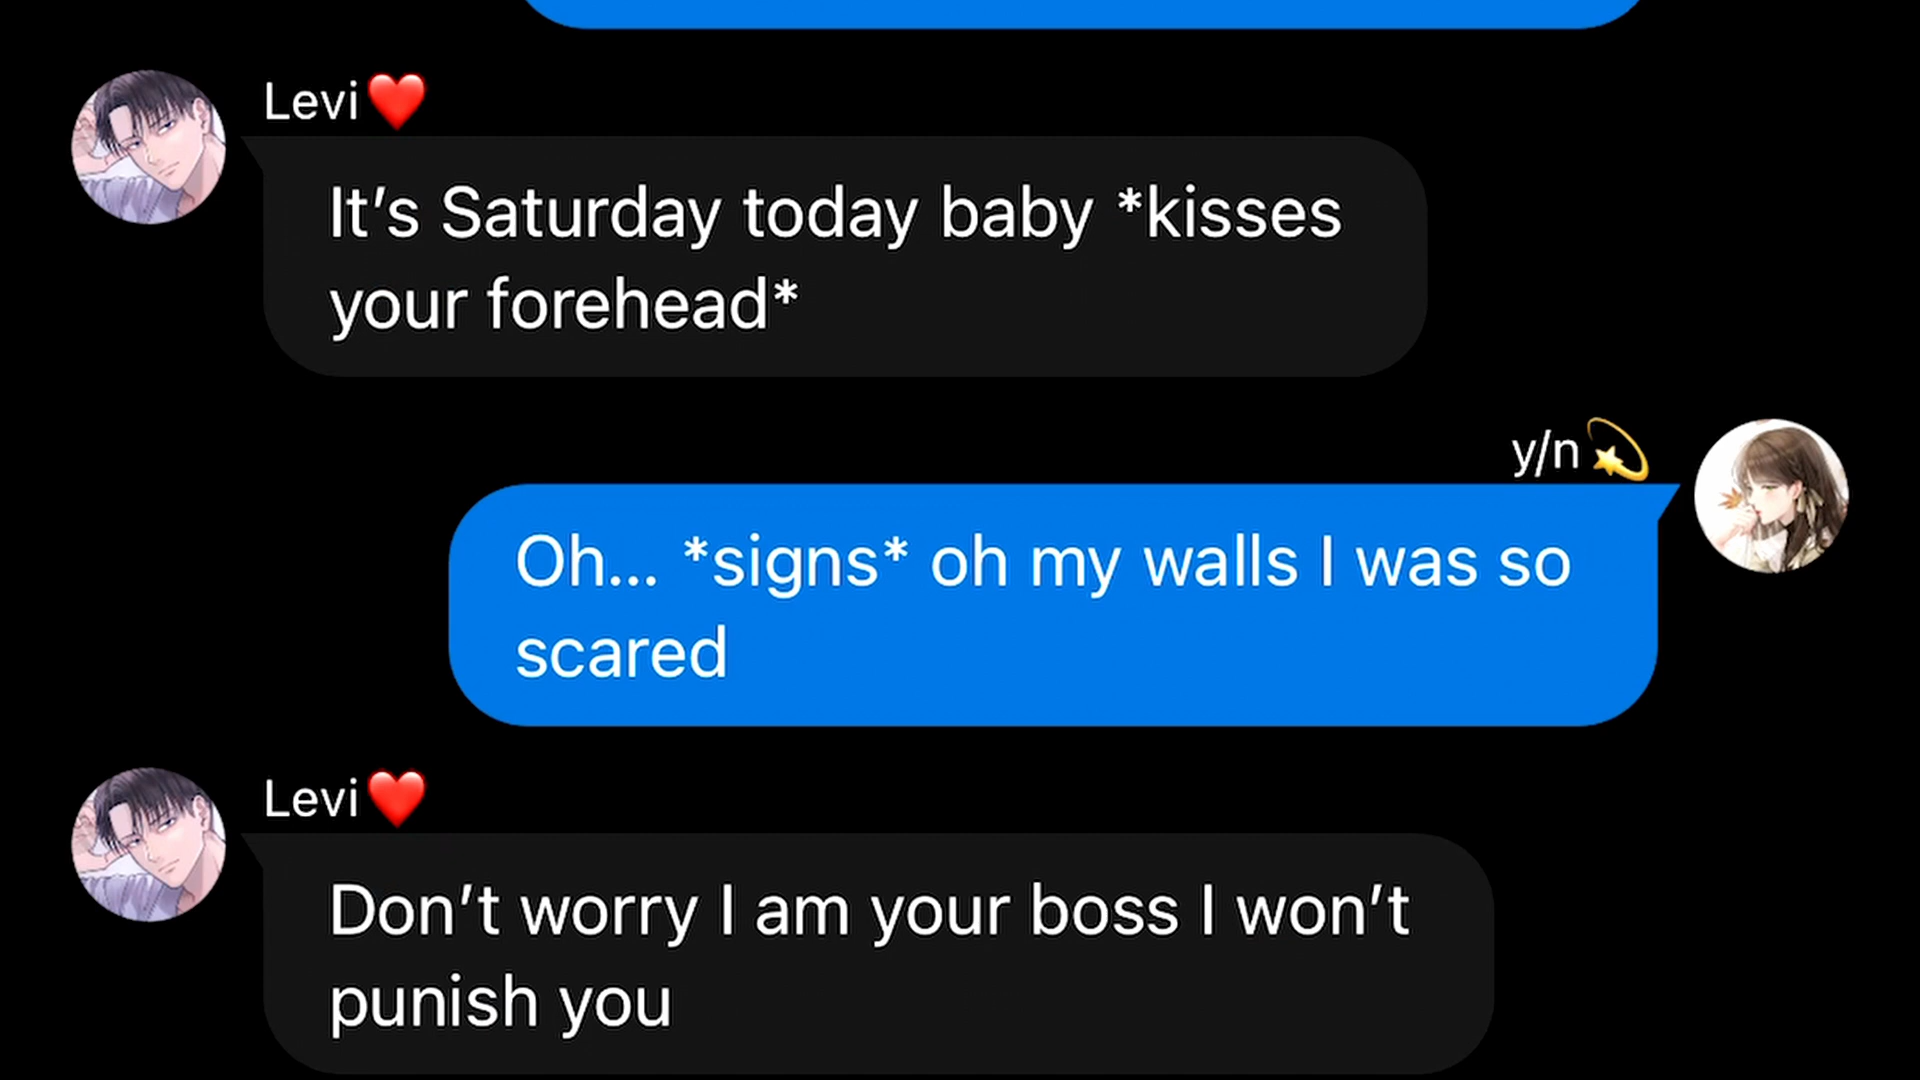 Levi❤️
It’s Saturday today baby *kisses
your forehead*
y/n💫
Oh... *signs* oh my walls I was so
scared
Levi❤️
Don’t worry I am your boss I won’t
punish you